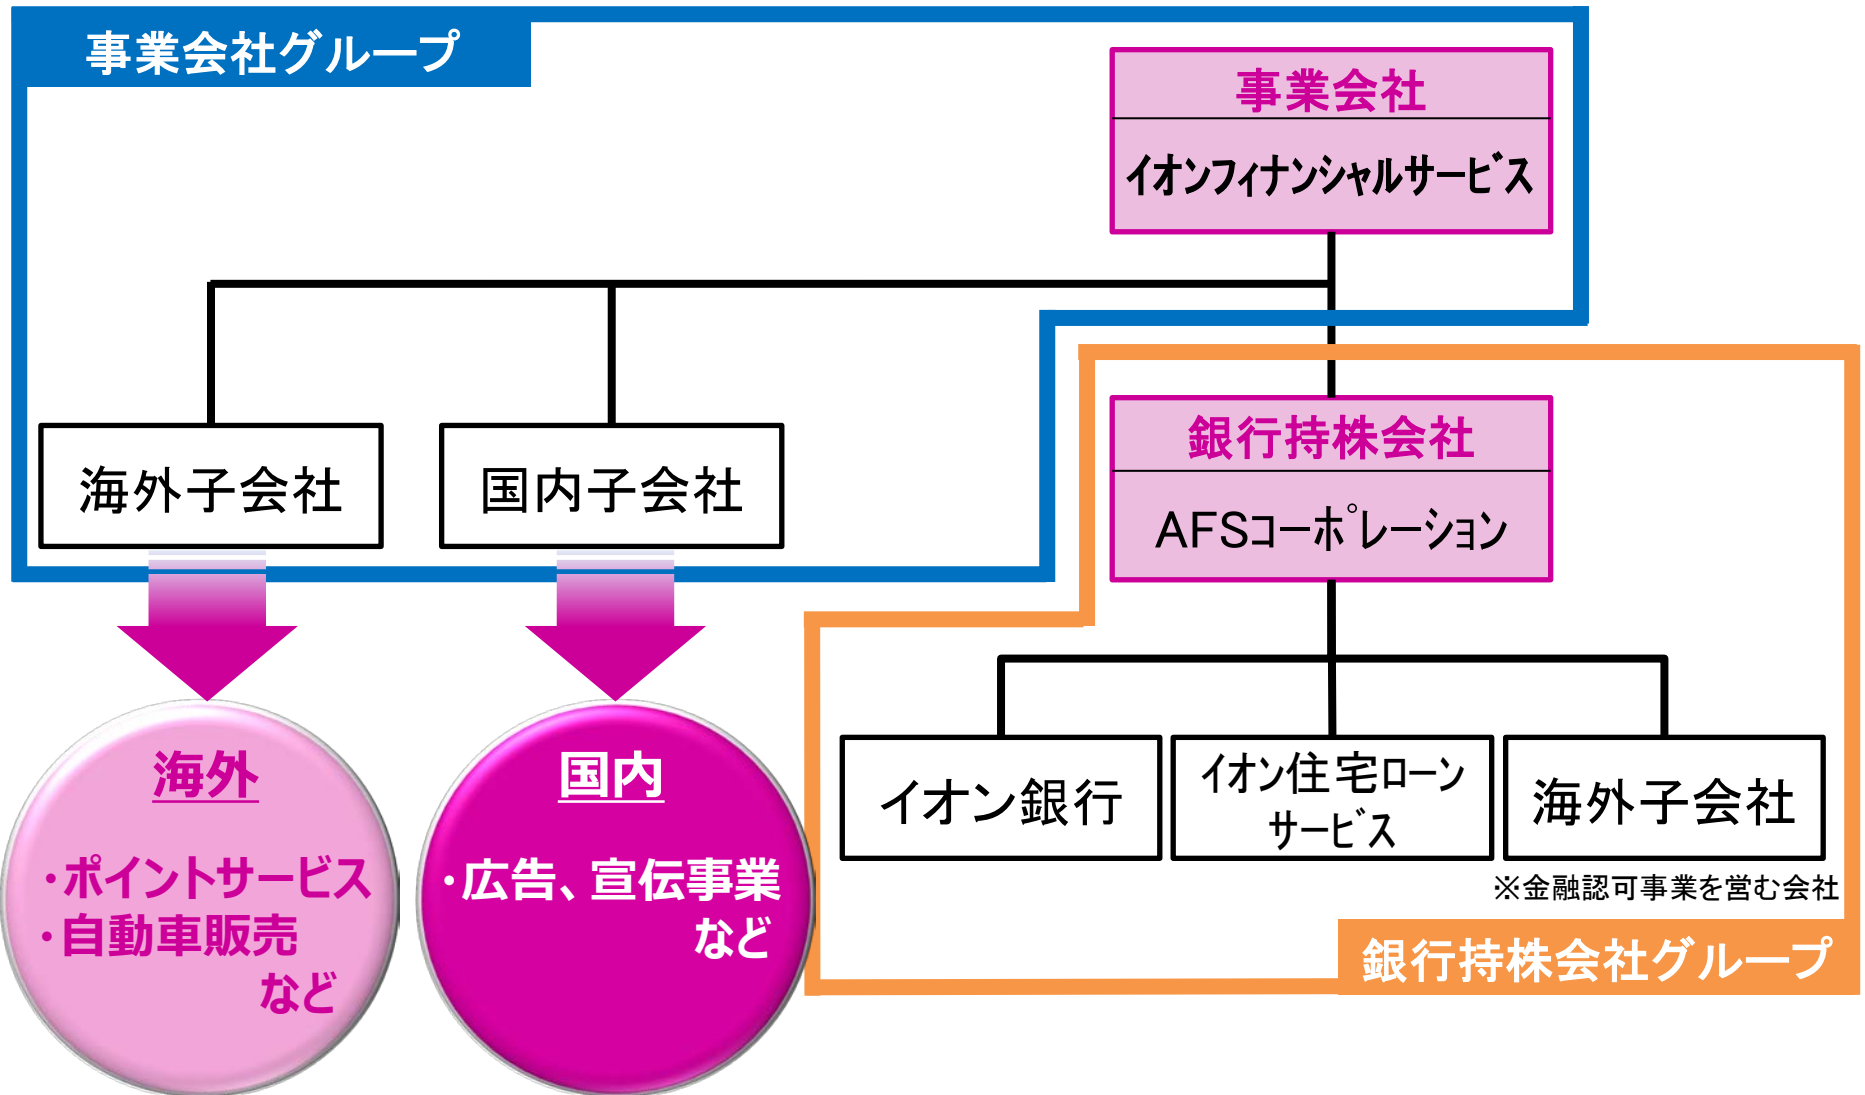 事業会社グループ
事業会社
イオンフィナンシャルサービス
海外子会社
国内子会社
銀行持株会社
AFSコーポレーション
イオン銀行
イオン住宅ローン
サービス
海外子会社
※金融認可事業を営む会社
銀行持株会社グループ
海外
・ポイントサービス
・自動車販売
など
国内
・広告、宣伝事業
など